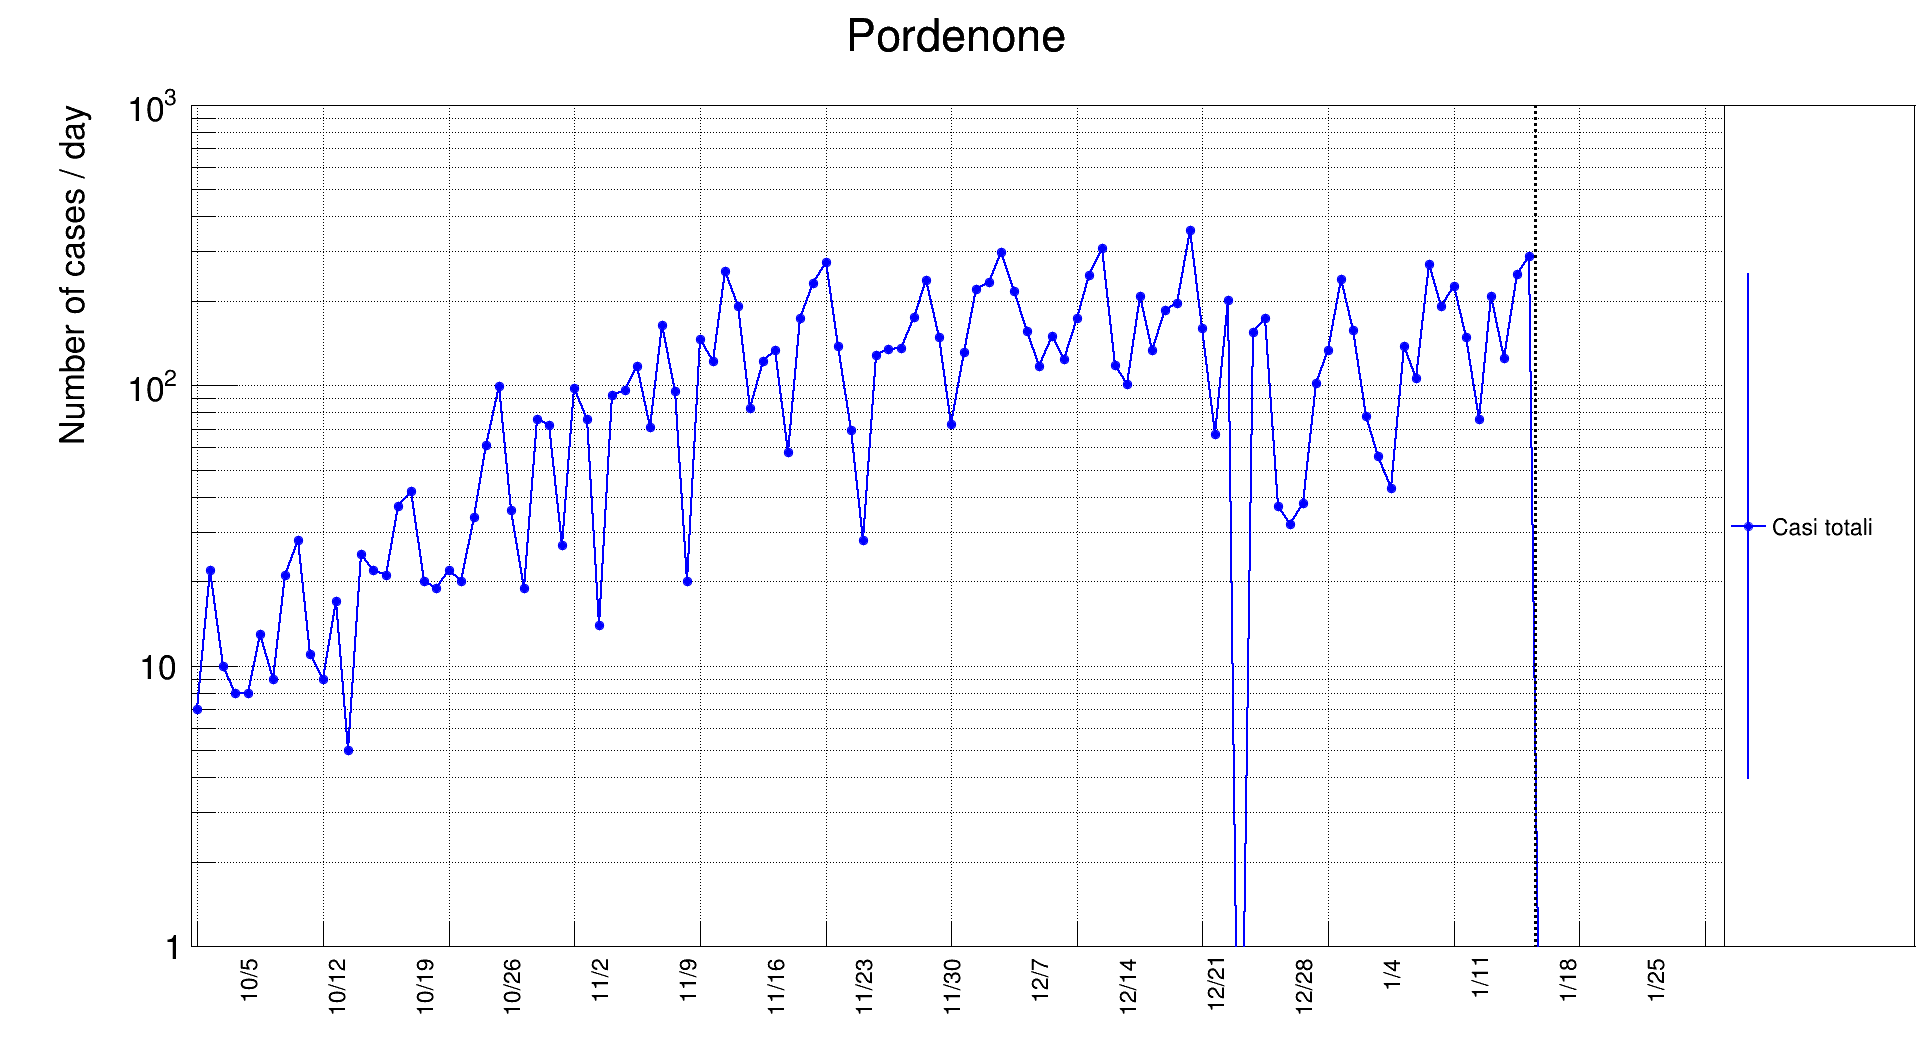 Pordenone
Number of cases / day
10³
10²
10
1
10/5 10/12 10/19 10/26 11/2 11/9 11/16 11/23 11/30 12/7 12/14 12/21 12/28 1/4 1/11 1/18 1/25
Casi totali